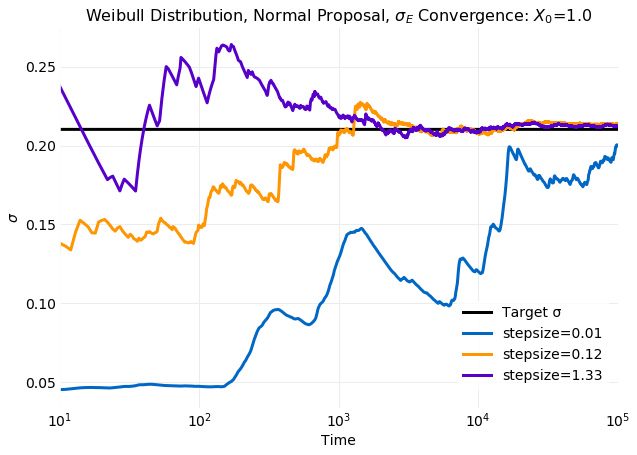 Weibull Distribution, Normal Proposal, σ_E Convergence: X_0=1.0
σ
0.25
0.20
0.15
0.10
0.05
Target σ
stepsize=0.01
stepsize=0.12
stepsize=1.33
10^1
10^2
10^3
10^4
10^5
Time